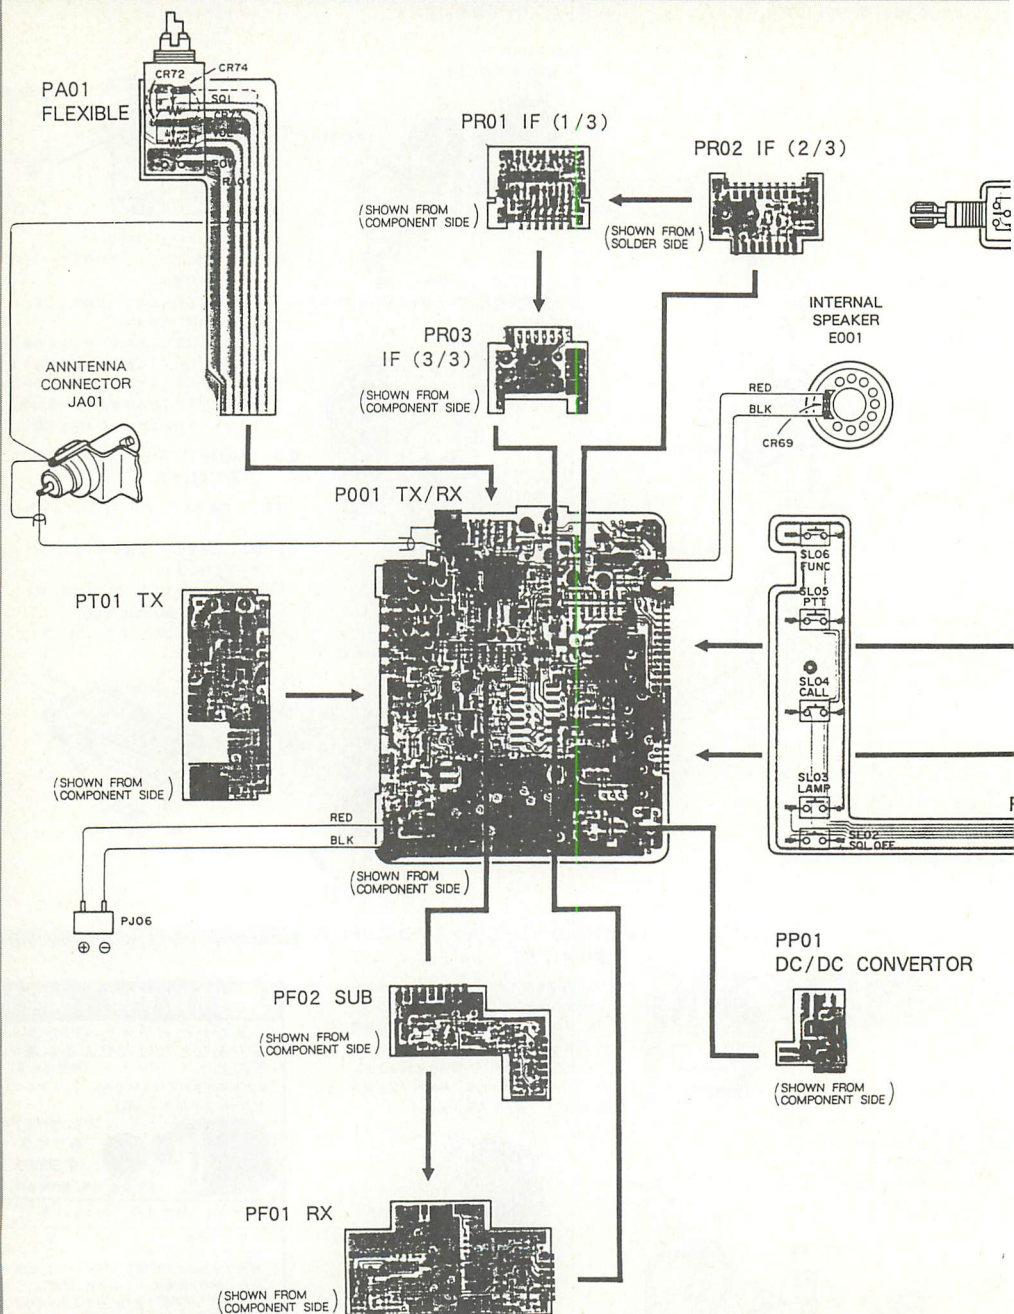 PA01
FLEXIBLE
CR72
CR74
SQL
CR73
VOL
POW
RA01
PR01 IF (1/3)
(SHOWN FROM
COMPONENT SIDE)
PR02 IF (2/3)
(SHOWN FROM
SOLDER SIDE)
PR03
IF (3/3)
(SHOWN FROM
COMPONENT SIDE)
INTERNAL
SPEAKER
E001
RED
BLK
CR69
ANNTENNA
CONNECTOR
JA01
P001 TX/RX
PT01 TX
(SHOWN FROM
COMPONENT SIDE)
SL06
FUNC
SL05
PTT
SL04
CALL
SL03
LAMP
SL02
SQL OFF
RED
BLK
(SHOWN FROM
COMPONENT SIDE)
PJ06
⊕ ⊖
PP01
DC/DC CONVERTOR
(SHOWN FROM
COMPONENT SIDE)
PF02 SUB
(SHOWN FROM
COMPONENT SIDE)
PF01 RX
(SHOWN FROM
COMPONENT SIDE)